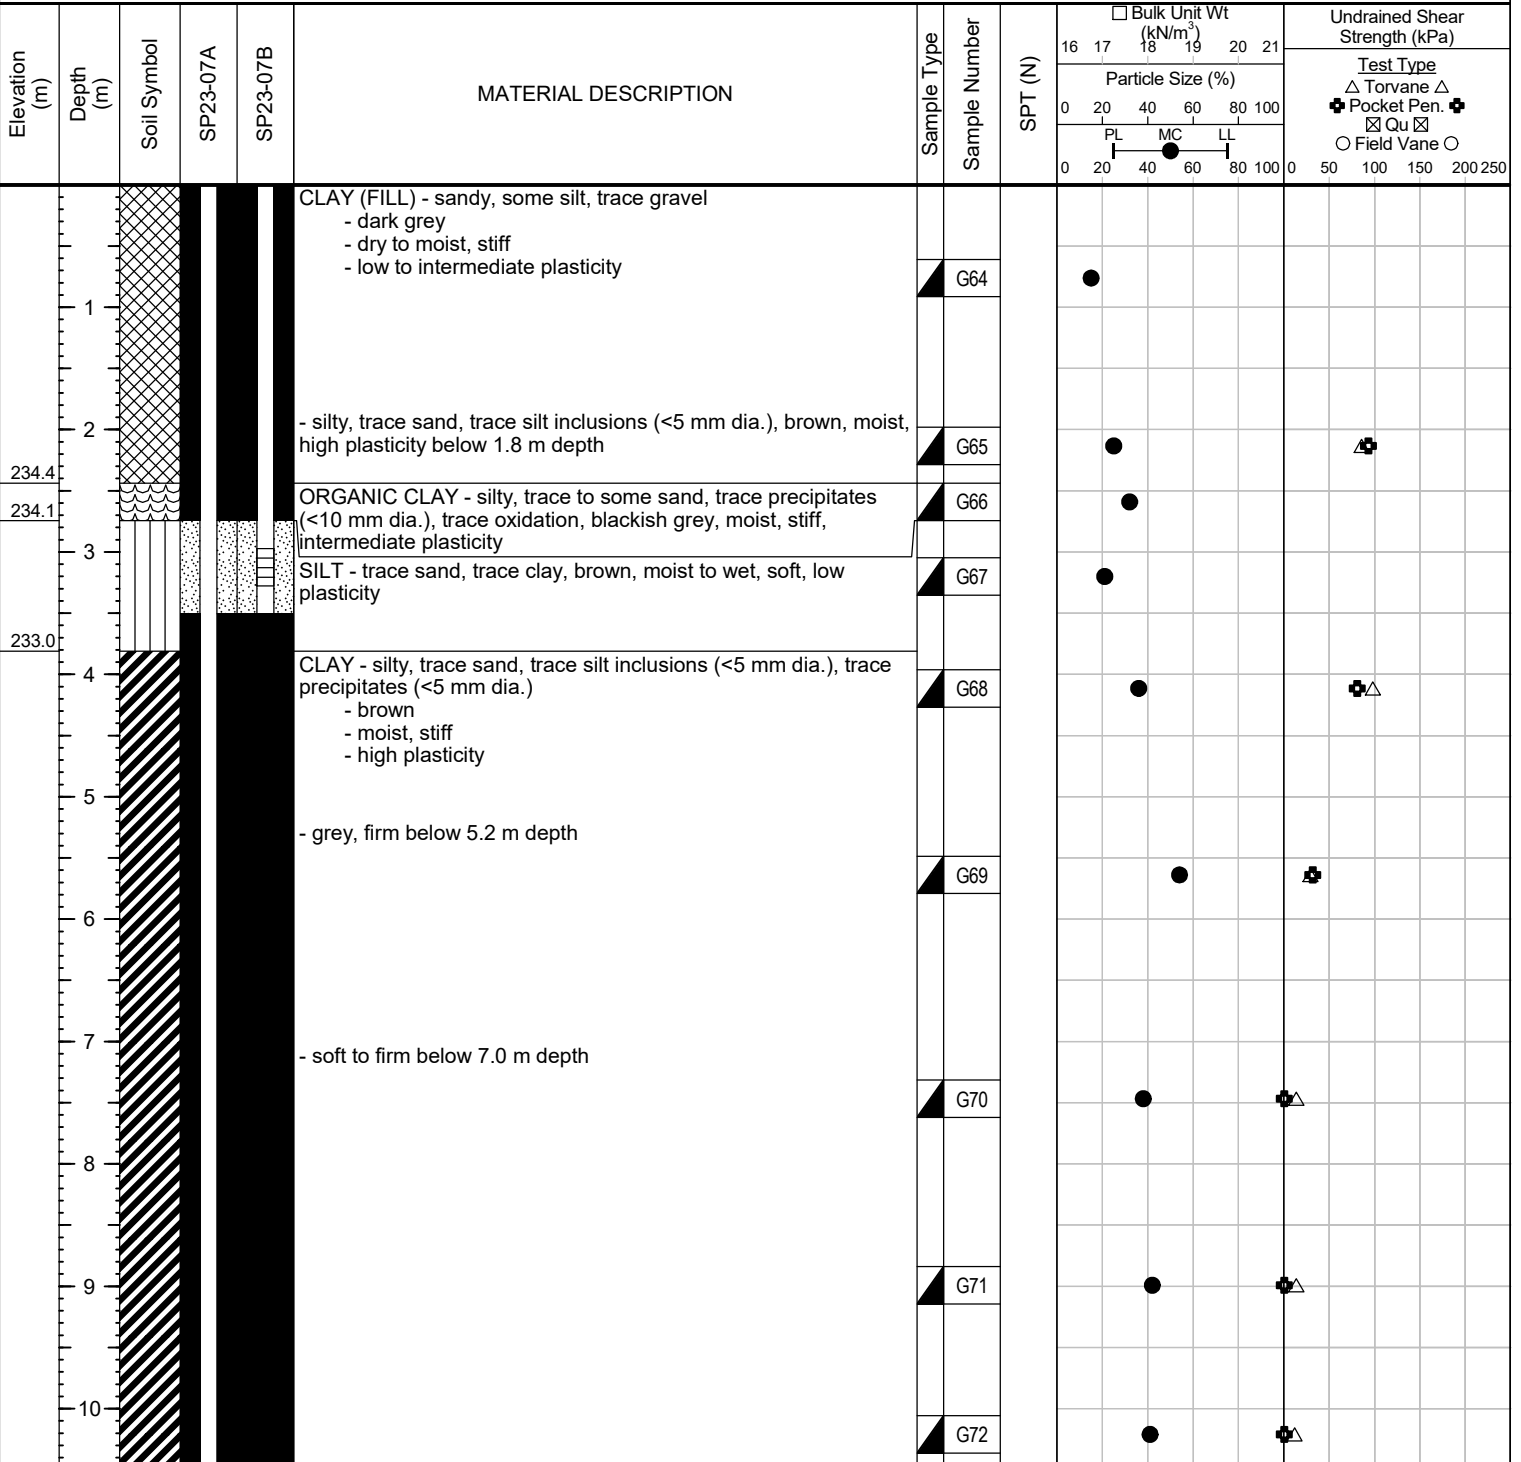 Elevation
(m)
Depth
(m)
Soil Symbol
SP23-07A
SP23-07B
MATERIAL DESCRIPTION
Sample Type
Sample Number
SPT (N)
Bulk Unit Wt
(kN/m³)
16 17 18 19 20 21
Particle Size (%)
0 20 40 60 80 100
PL MC LL
0 20 40 60 80 100
Undrained Shear
Strength (kPa)
Test Type
Torvane
Pocket Pen.
Qu
Field Vane
0 50 100 150 200 250
CLAY (FILL) - sandy, some silt, trace gravel
- dark grey
- dry to moist, stiff
- low to intermediate plasticity
G64
1
- silty, trace sand, trace silt inclusions (<5 mm dia.), brown, moist,
high plasticity below 1.8 m depth
2
G65
234.4
ORGANIC CLAY - silty, trace to some sand, trace precipitates
(<10 mm dia.), trace oxidation, blackish grey, moist, stiff,
intermediate plasticity
G66
234.1
3
SILT - trace sand, trace clay, brown, moist to wet, soft, low
plasticity
G67
233.0
CLAY - silty, trace sand, trace silt inclusions (<5 mm dia.), trace
precipitates (<5 mm dia.)
- brown
- moist, stiff
- high plasticity
4
G68
5
- grey, firm below 5.2 m depth
G69
6
7
- soft to firm below 7.0 m depth
G70
8
9
G71
10
G72